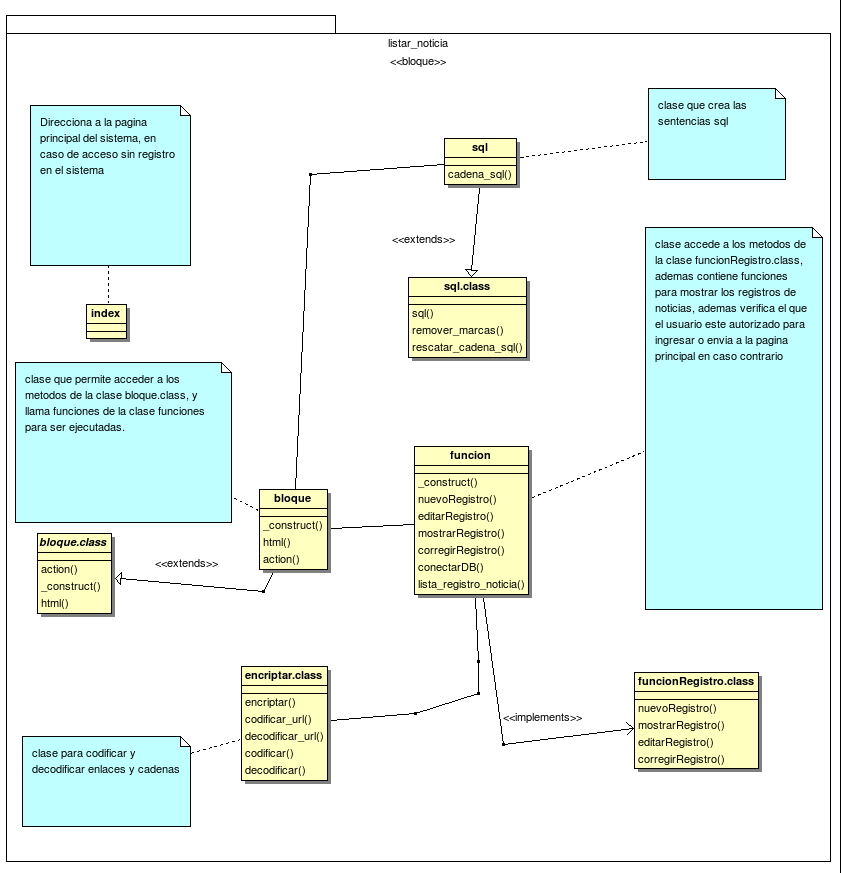 listar_noticia
<<bloque>>
Direcciona a la pagina
principal del sistema, en
caso de acceso sin registro
en el sistema
index
sql
cadena_sql()
clase que crea las
sentencias sql
<<extends>>
sql.class
sql()
remover_marcas()
rescatar_cadena_sql()
clase accede a los metodos de
la clase funcionRegistro.class,
ademas contiene funciones
para mostrar los registros de
noticias, ademas verifica el que
el usuario este autorizado para
ingresar o envia a la pagina
principal en caso contrario
clase que permite acceder a los
metodos de la clase bloque.class, y
llama funciones de la clase funciones
para ser ejecutadas.
bloque
_construct()
html()
action()
funcion
_construct()
nuevoRegistro()
editarRegistro()
mostrarRegistro()
corregirRegistro()
conectarDB()
lista_registro_noticia()
bloque.class
action()
_construct()
html()
<<extends>>
encriptar.class
encriptar()
codificar_url()
decodificar_url()
codificar()
decodificar()
<<implements>>
funcionRegistro.class
nuevoRegistro()
mostrarRegistro()
editarRegistro()
corregirRegistro()
clase para codificar y
decodificar enlaces y cadenas